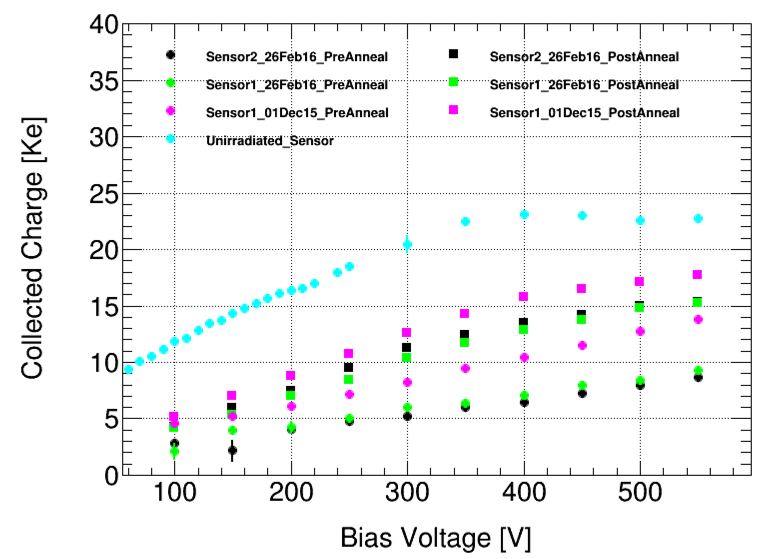 40
35
30
25
20
15
10
5
0
Collected Charge [Ke]
Sensor2_26Feb16_PreAnneal Sensor2_26Feb16_PostAnneal
Sensor1_26Feb16_PreAnneal Sensor1_26Feb16_PostAnneal
Sensor1_01Dec15_PreAnneal Sensor1_01Dec15_PostAnneal
Unirradiated_Sensor
100 200 300 400 500
Bias Voltage [V]